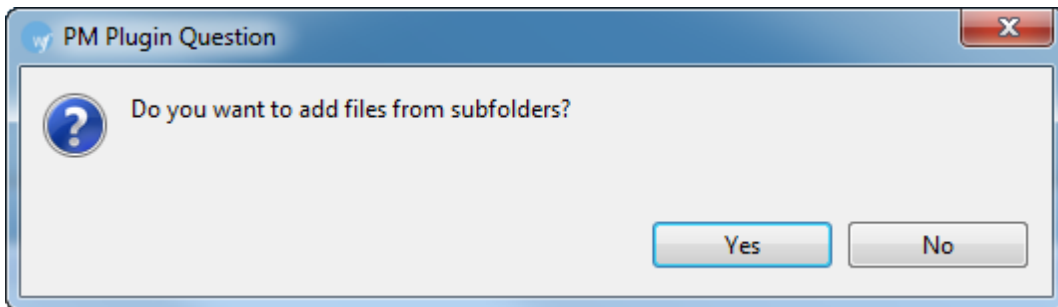 PM Plugin Question
Do you want to add files from subfolders?
Yes No